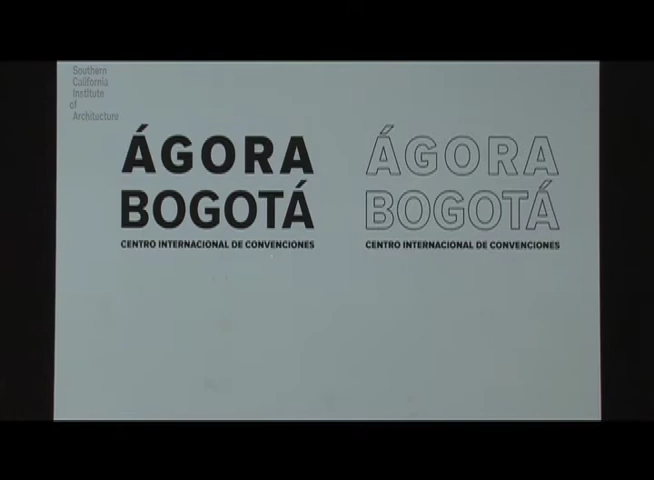 Southern
California
Institute
of
Architecture
ÁGORA
BOGOTÁ
CENTRO INTERNACIONAL DE CONVENCIONES
ÁGORA
BOGOTÁ
CENTRO INTERNACIONAL DE CONVENCIONES